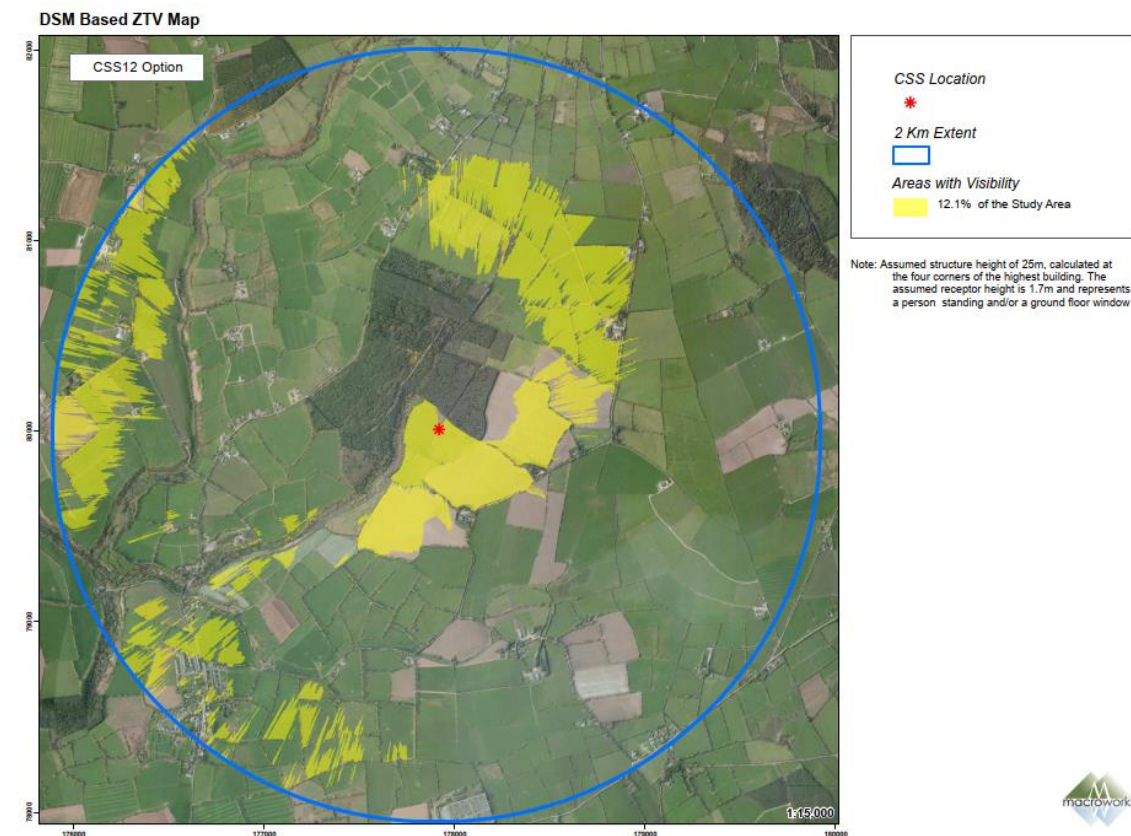 DSM Based ZTV Map
CSS12 Option
CSS Location
2 Km Extent
Areas with Visibility
12.1% of the Study Area
Note: Assumed structure height of 25m, calculated at
the four corners of the highest building. The
assumed receptor height is 1.7m and represents
a person standing and/or a ground floor window
82000
81000
80000
79000
78000
176000
177000
178000
179000
180000
1:15.000
macrowork